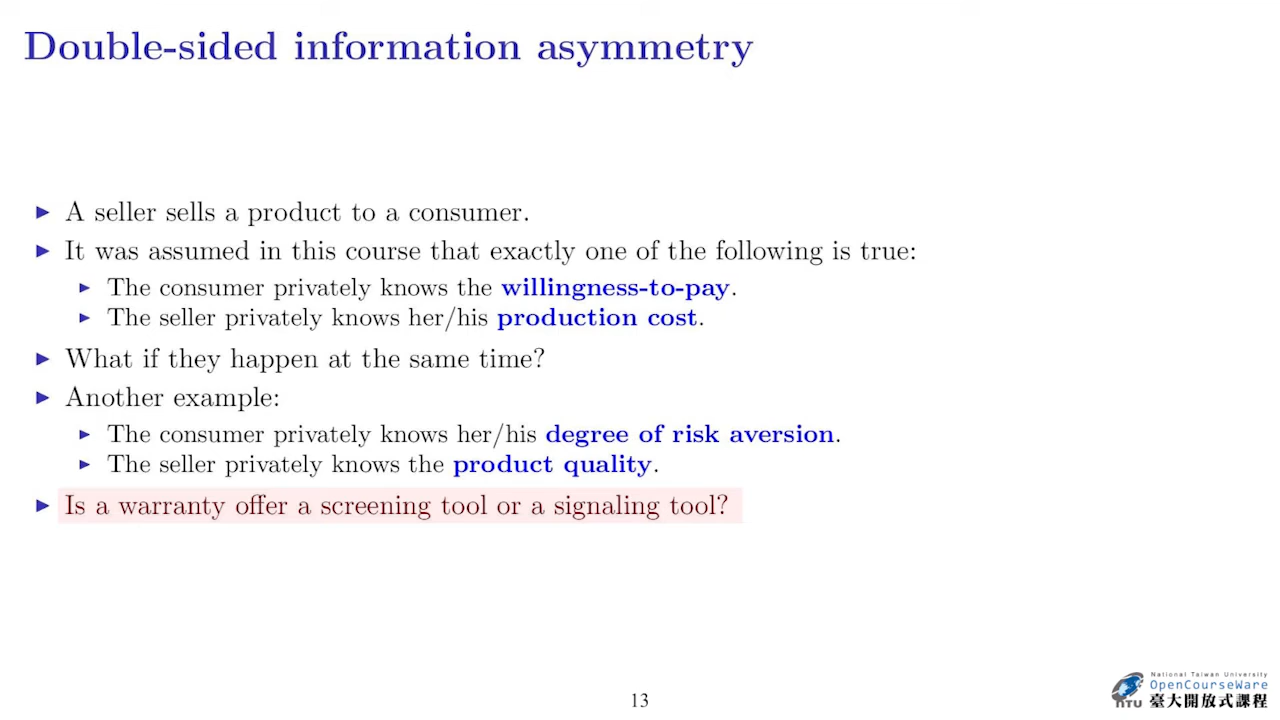 Double-sided information asymmetry
▶ A seller sells a product to a consumer.
▶ It was assumed in this course that exactly one of the following is true:
▶ The consumer privately knows the willingness-to-pay.
▶ The seller privately knows her/his production cost.
▶ What if they happen at the same time?
▶ Another example:
▶ The consumer privately knows her/his degree of risk aversion.
▶ The seller privately knows the product quality.
▶ Is a warranty offer a screening tool or a signaling tool?
13
National Taiwan University
OpenCourseWare
NTU 臺大開放式課程